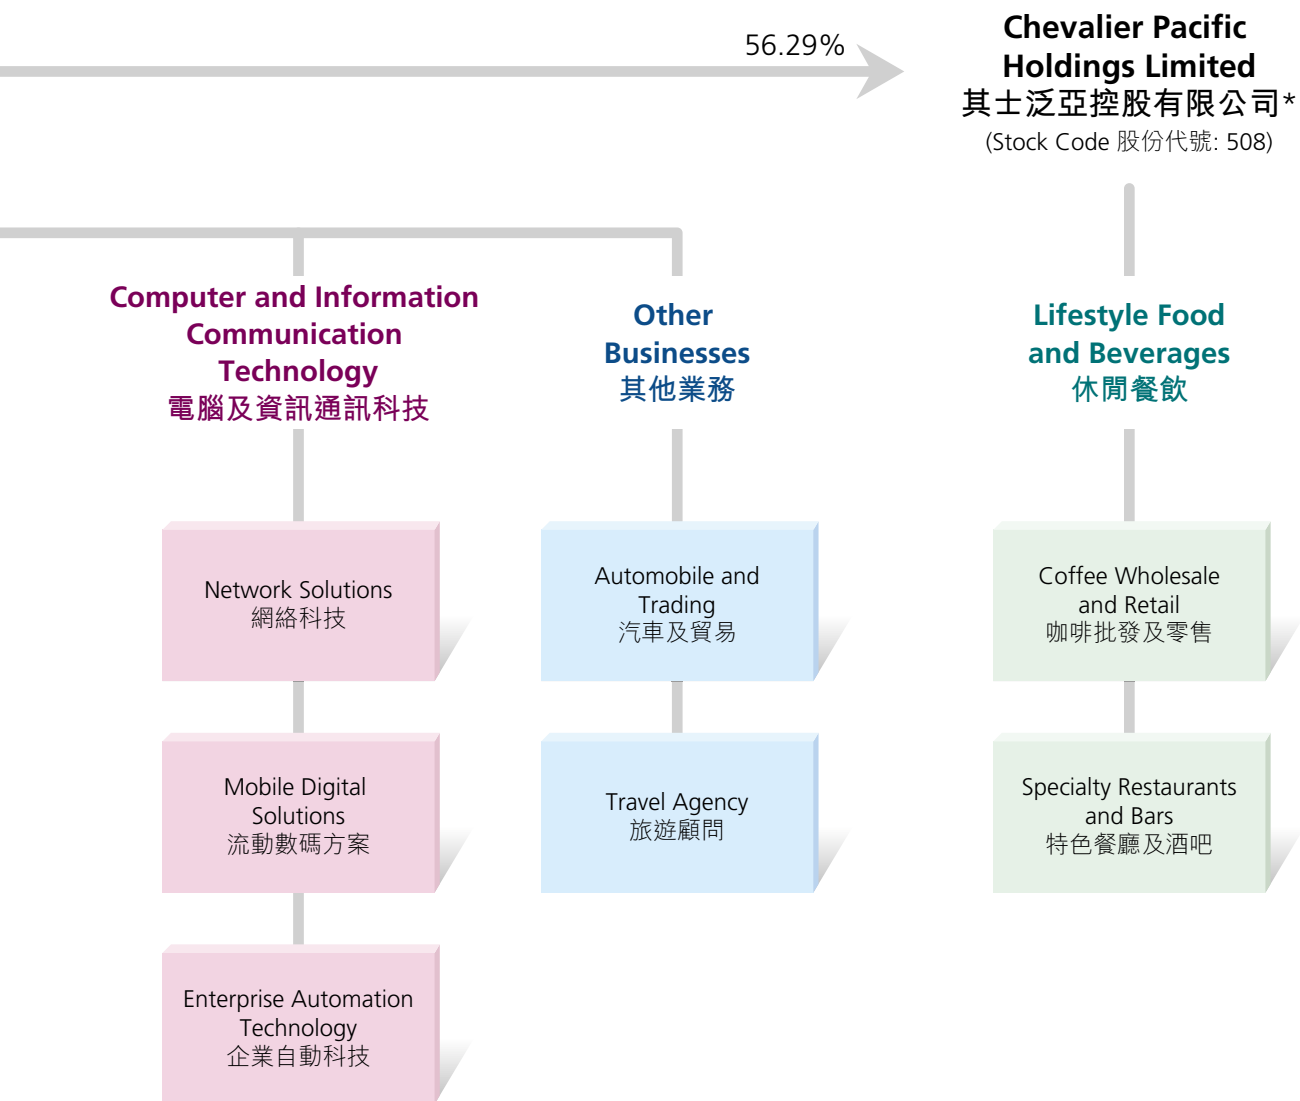 56.29%
Chevalier Pacific
Holdings Limited
其士泛亞控股有限公司*
(Stock Code 股份代號: 508)
Computer and Information
Communication
Technology
電腦及資訊通訊科技
Network Solutions
網絡科技
Mobile Digital
Solutions
流動數碼方案
Enterprise Automation
Technology
企業自動科技
Other
Businesses
其他業務
Automobile and
Trading
汽車及貿易
Travel Agency
旅遊顧問
Lifestyle Food
and Beverages
休閒餐飲
Coffee Wholesale
and Retail
咖啡批發及零售
Specialty Restaurants
and Bars
特色餐廳及酒吧